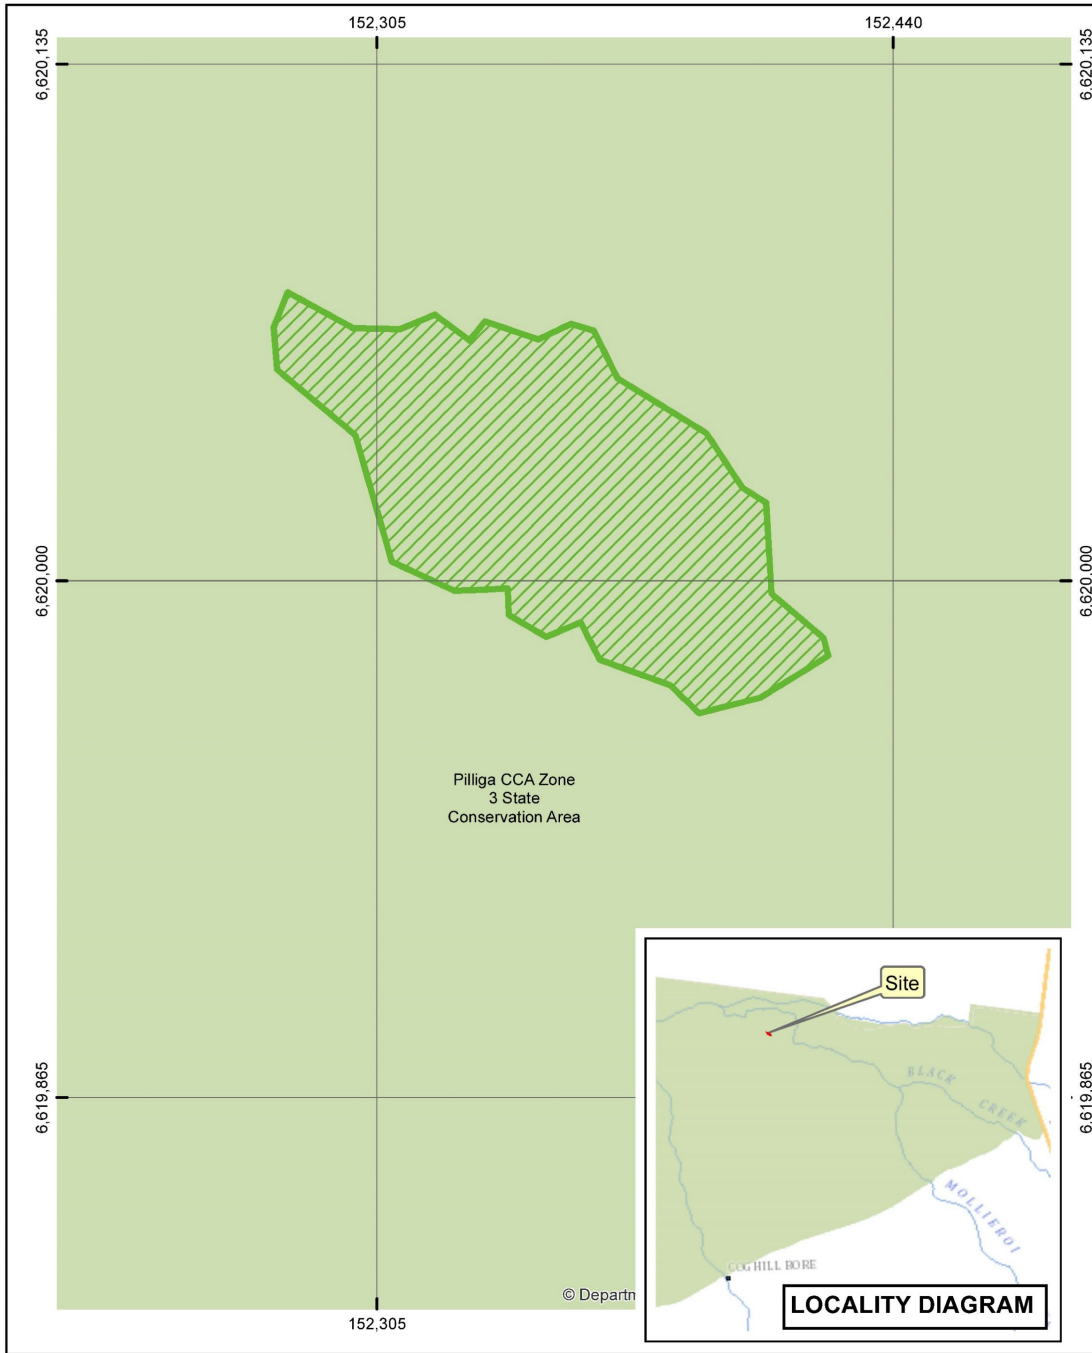 152,305
152,440
6,620,135
6,620,135
6,620,000
6,620,000
Pilliga CCA Zone
3 State
Conservation Area
6,619,865
6,619,865
Site
BLACK
CREEK
MOLLIEROI
COGHILL BORE
LOCALITY DIAGRAM
© Departm
152,305